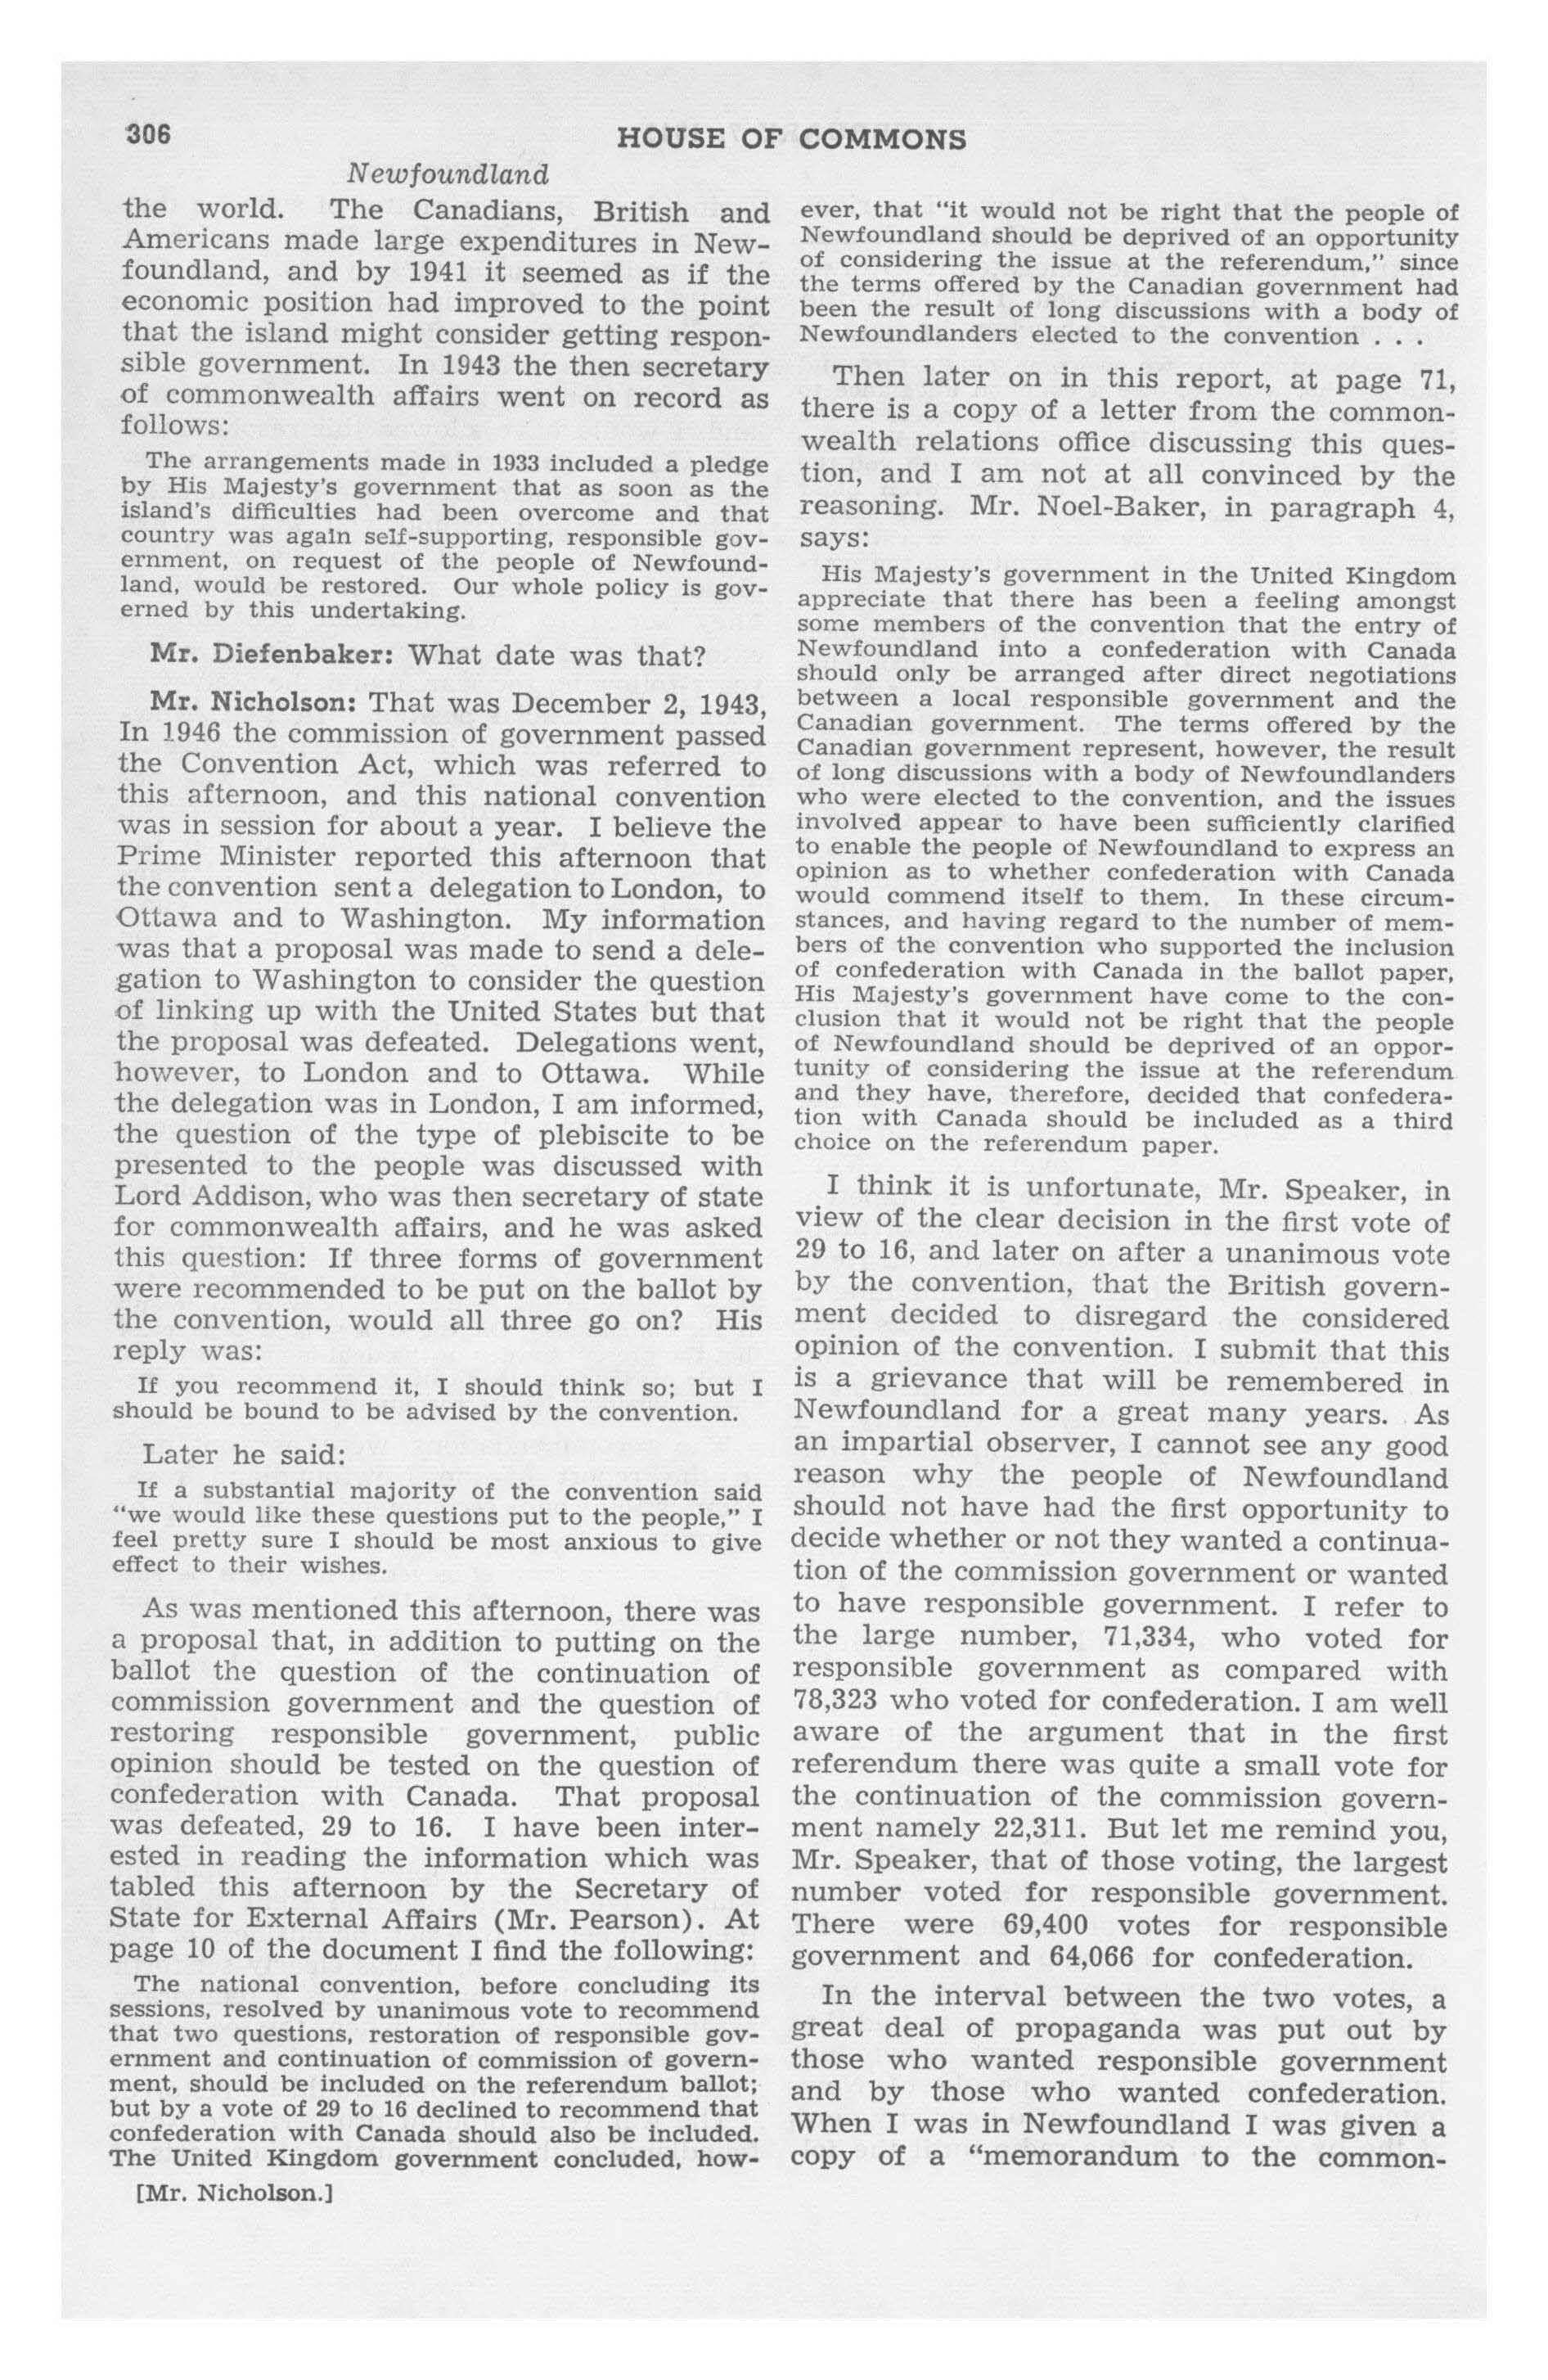 306
HOUSE OF COMMONS
Newfoundland
the world. The Canadians, British and
Americans made large expenditures in New-
foundland, and by 1941 it seemed as if the
economic position had improved to the point
that the island might consider getting respon-
sible government. In 1943 the then secretary
of commonwealth affairs went on record as
follows:
The arrangements made in 1933 included a pledge
by His Majesty's government that as soon as the
island's difficulties had been overcome and that
country was again self-supporting, responsible gov-
ernment, on request of the people of Newfound-
land, would be restored. Our whole policy is gov-
erned by this undertaking.
Mr. Diefenbaker: What date was that?
Mr. Nicholson: That was December 2, 1943,
In 1946 the commission of government passed
the Convention Act, which was referred to
this afternoon, and this national convention
was in session for about a year. I believe the
Prime Minister reported this afternoon that
the convention sent a delegation to London, to
Ottawa and to Washington. My information
was that a proposal was made to send a dele-
gation to Washington to consider the question
of linking up with the United States but that
the proposal was defeated. Delegations went,
however, to London and to Ottawa. While
the delegation was in London, I am informed,
the question of the type of plebiscite to be
presented to the people was discussed with
Lord Addison, who was then secretary of state
for commonwealth affairs, and he was asked
this question: If three forms of government
were recommended to be put on the ballot by
the convention, would all three go on? His
reply was:
If you recommend it, I should think so; but I
should be bound to be advised by the convention.
Later he said:
If a substantial majority of the convention said
"we would like these questions put to the people," I
feel pretty sure I should be most anxious to give
effect to their wishes.
As was mentioned this afternoon, there was
a proposal that, in addition to putting on the
ballot the question of the continuation of
commission government and the question of
restoring responsible government, public
opinion should be tested on the question of
confederation with Canada. That proposal
was defeated, 29 to 16. I have been inter-
ested in reading the information which was
tabled this afternoon by the Secretary of
State for External Affairs (Mr. Pearson). At
page 10 of the document I find the following:
The national convention, before concluding its
sessions, resolved by unanimous vote to recommend
that two questions, restoration of responsible gov-
ernment and continuation of commission of govern-
ment, should be included on the referendum ballot;
but by a vote of 29 to 16 declined to recommend that
confederation with Canada should also be included.
The United Kingdom government concluded, how-
[Mr. Nicholson.]
ever, that "it would not be right that the people of
Newfoundland should be deprived of an opportunity
of considering the issue at the referendum," since
the terms offered by the Canadian government had
been the result of long discussions with a body of
Newfoundlanders elected to the convention . . .
Then later on in this report, at page 71,
there is a copy of a letter from the common-
wealth relations office discussing this ques-
tion, and I am not at all convinced by the
reasoning. Mr. Noel-Baker, in paragraph 4,
says:
His Majesty's government in the United Kingdom
appreciate that there has been a feeling amongst
some members of the convention that the entry of
Newfoundland into a confederation with Canada
should only be arranged after direct negotiations
between a local responsible government and the
Canadian government. The terms offered by the
Canadian government represent, however, the result
of long discussions with a body of Newfoundlanders
who were elected to the convention, and the issues
involved appear to have been sufficiently clarified
to enable the people of Newfoundland to express an
opinion as to whether confederation with Canada
would commend itself to them. In these circum-
stances, and having regard to the number of mem-
bers of the convention who supported the inclusion
of confederation with Canada in the ballot paper,
His Majesty's government have come to the con-
clusion that it would not be right that the people
of Newfoundland should be deprived of an oppor-
tunity of considering the issue at the referendum
and they have, therefore, decided that confedera-
tion with Canada should be included as a third
choice on the referendum paper.
I think it is unfortunate, Mr. Speaker, in
view of the clear decision in the first vote of
29 to 16, and later on after a unanimous vote
by the convention, that the British govern-
ment decided to disregard the considered
opinion of the convention. I submit that this
is a grievance that will be remembered in
Newfoundland for a great many years. As
an impartial observer, I cannot see any good
reason why the people of Newfoundland
should not have had the first opportunity to
decide whether or not they wanted a continua-
tion of the commission government or wanted
to have responsible government. I refer to
the large number, 71,334, who voted for
responsible government as compared with
78,323 who voted for confederation. I am well
aware of the argument that in the first
referendum there was quite a small vote for
the continuation of the commission govern-
ment namely 22,311. But let me remind you,
Mr. Speaker, that of those voting, the largest
number voted for responsible government.
There were 69,400 votes for responsible
government and 64,066 for confederation.
In the interval between the two votes, a
great deal of propaganda was put out by
those who wanted responsible government
and by those who wanted confederation.
When I was in Newfoundland I was given a
copy of a "memorandum to the common-